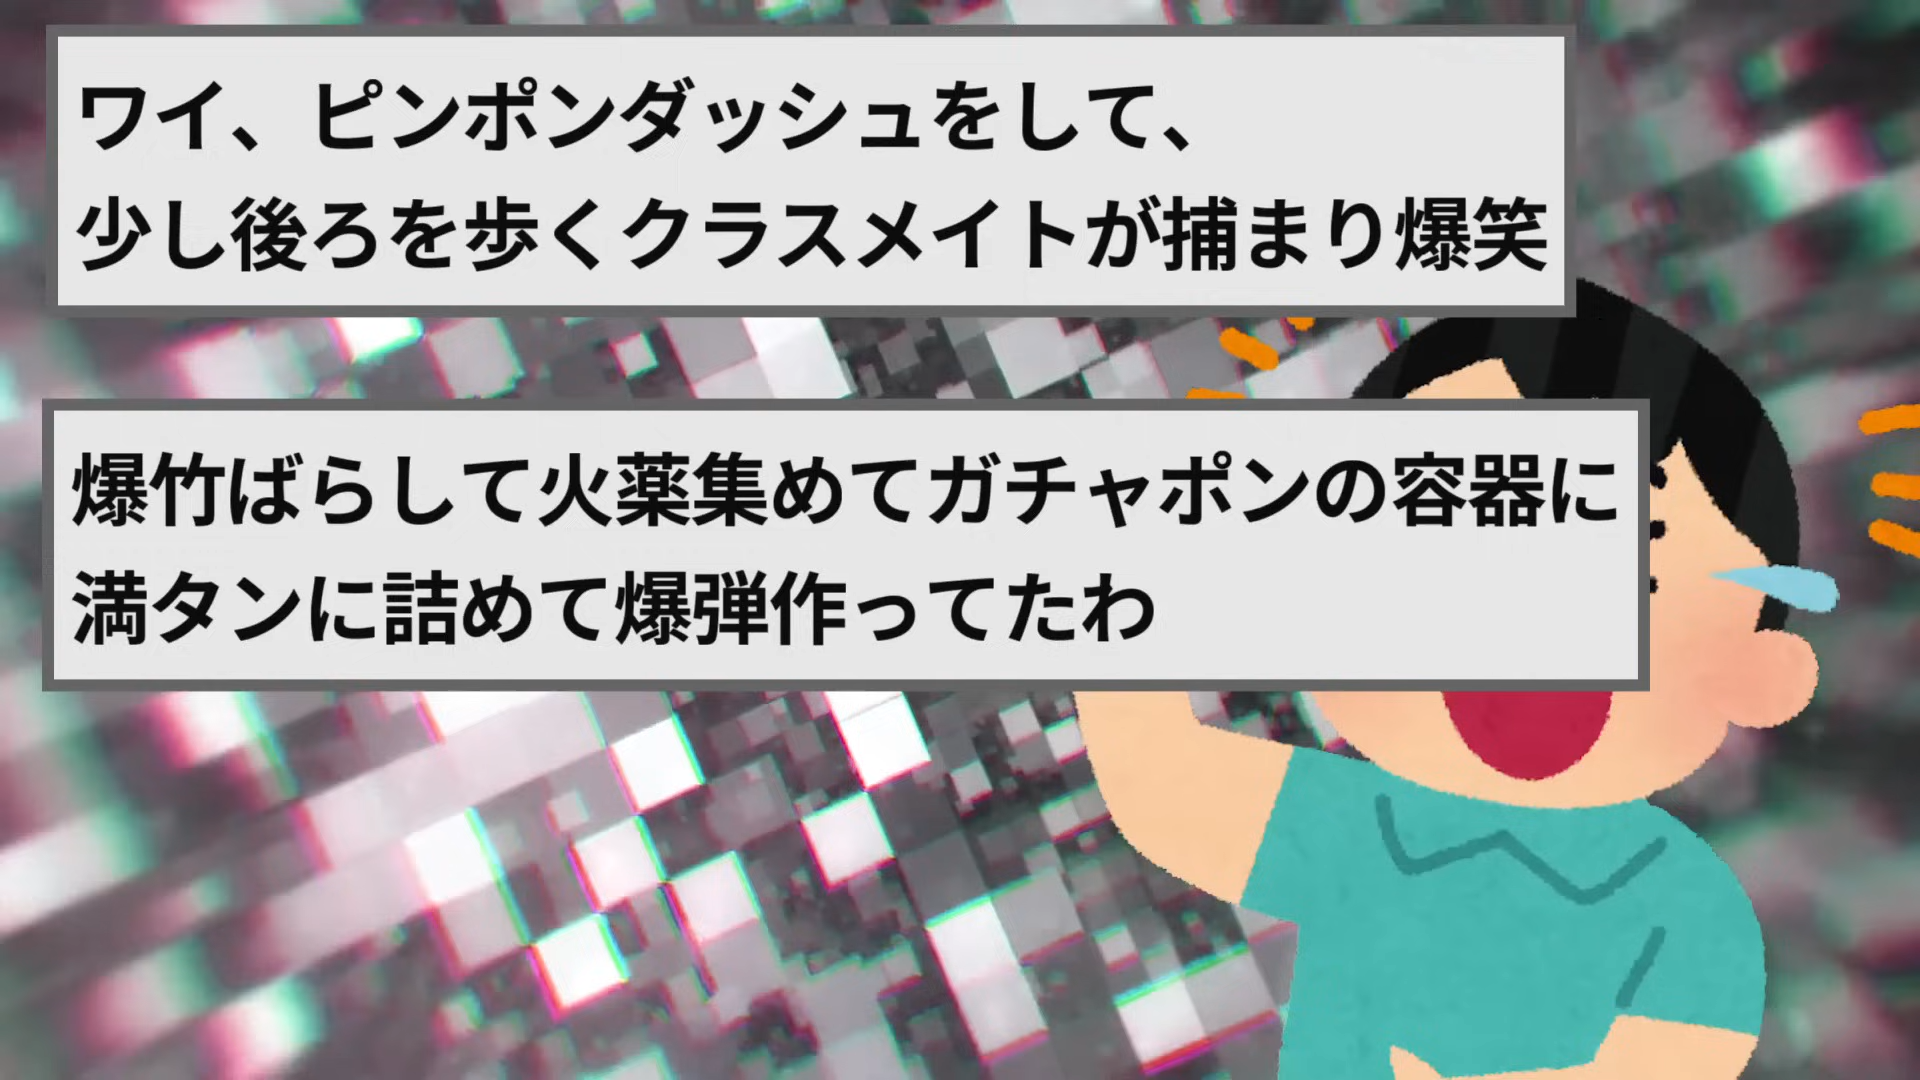 ワイ、ピンポンダッシュをして、
少し後ろを歩くクラスメイトが捕まり爆笑
爆竹ばらして火薬集めてガチャポンの容器に
満タンに詰めて爆弾作ってたわ